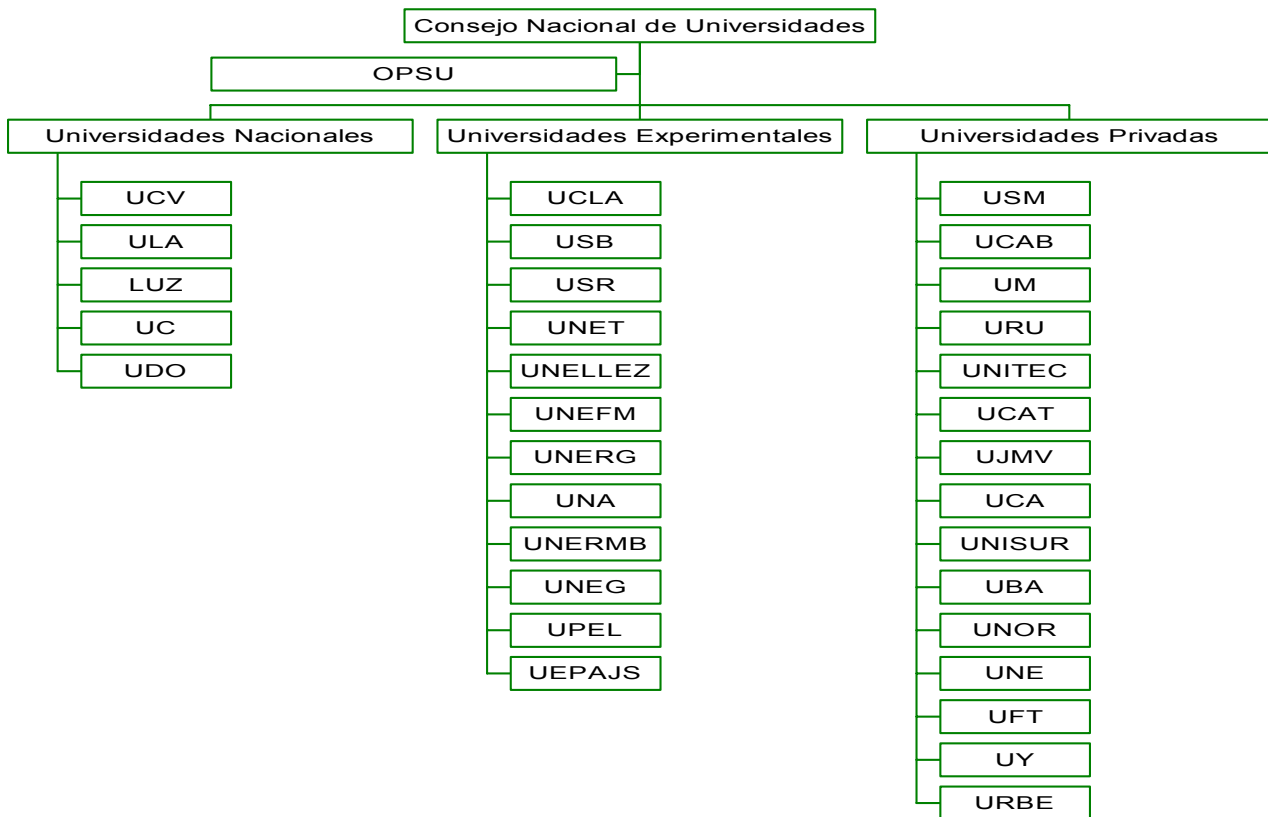 Consejo Nacional de Universidades
OPSU
Universidades Nacionales
UCV
ULA
LUZ
UC
UDO
Universidades Experimentales
UCLA
USB
USR
UNET
UNELLEZ
UNEFM
UNERG
UNA
UNERMB
UNEG
UPEL
UEPAJS
Universidades Privadas
USM
UCAB
UM
URU
UNITEC
UCAT
UJMV
UCA
UNISUR
UBA
UNOR
UNE
UFT
UY
URBE